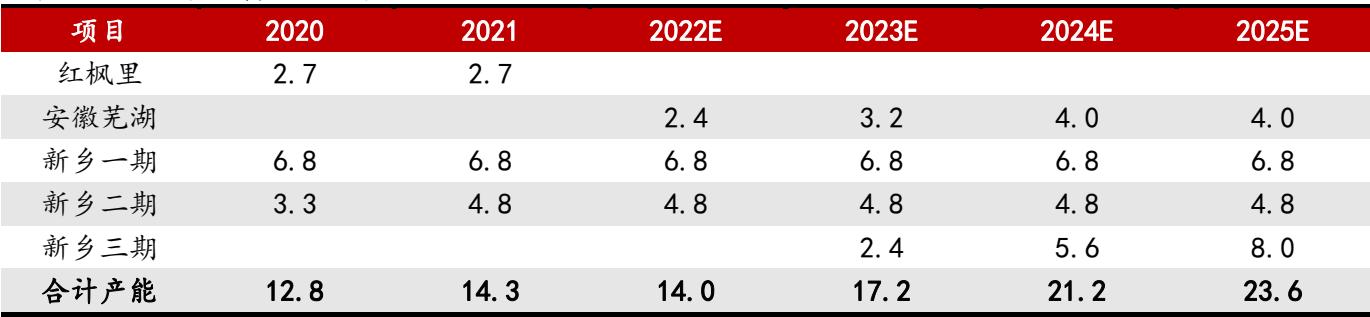 项目 2020 2021 2022E 2023E 2024E 2025E
红枫里 2.7 2.7
安徽芜湖 2.4 3.2 4.0 4.0
新乡一期 6.8 6.8 6.8 6.8 6.8 6.8
新乡二期 3.3 4.8 4.8 4.8 4.8 4.8
新乡三期 2.4 5.6 8.0
合计产能 12.8 14.3 14.0 17.2 21.2 23.6